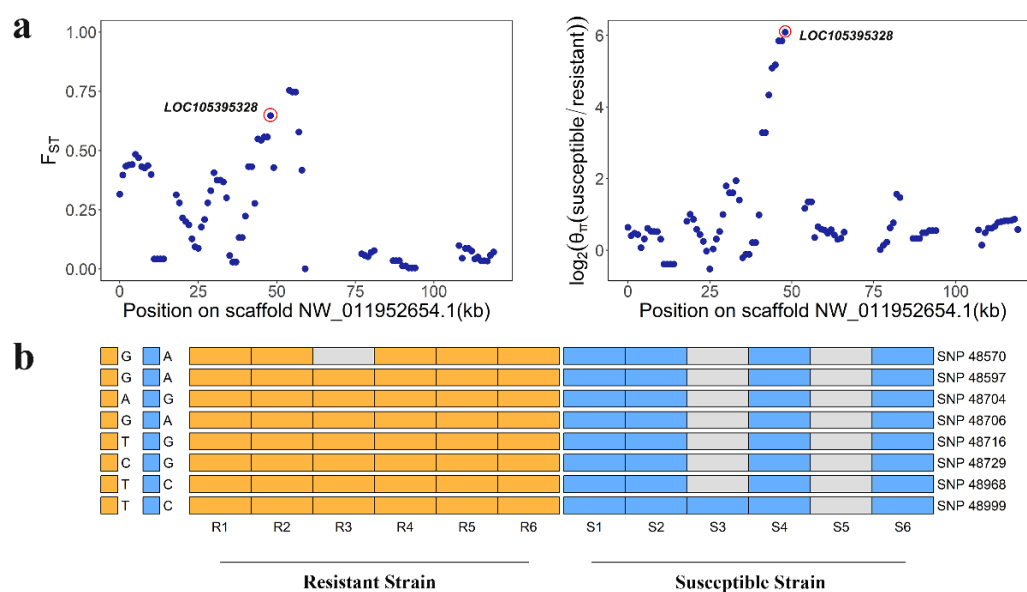 a
1.00
0.75
0.50
0.25
0.00
F_ST
LOC105395328
0 25 50 75 100
Position on scaffold NW_011952654.1(kb)
6
4
2
0
log₂(θ_π(susceptible/resistant))
LOC105395328
0 25 50 75 100
Position on scaffold NW_011952654.1(kb)
b
G A SNP 48570
G A SNP 48597
A G SNP 48704
G A SNP 48706
T G SNP 48716
C G SNP 48729
T C SNP 48968
T C SNP 48999
R1 R2 R3 R4 R5 R6 S1 S2 S3 S4 S5 S6
Resistant Strain Susceptible Strain